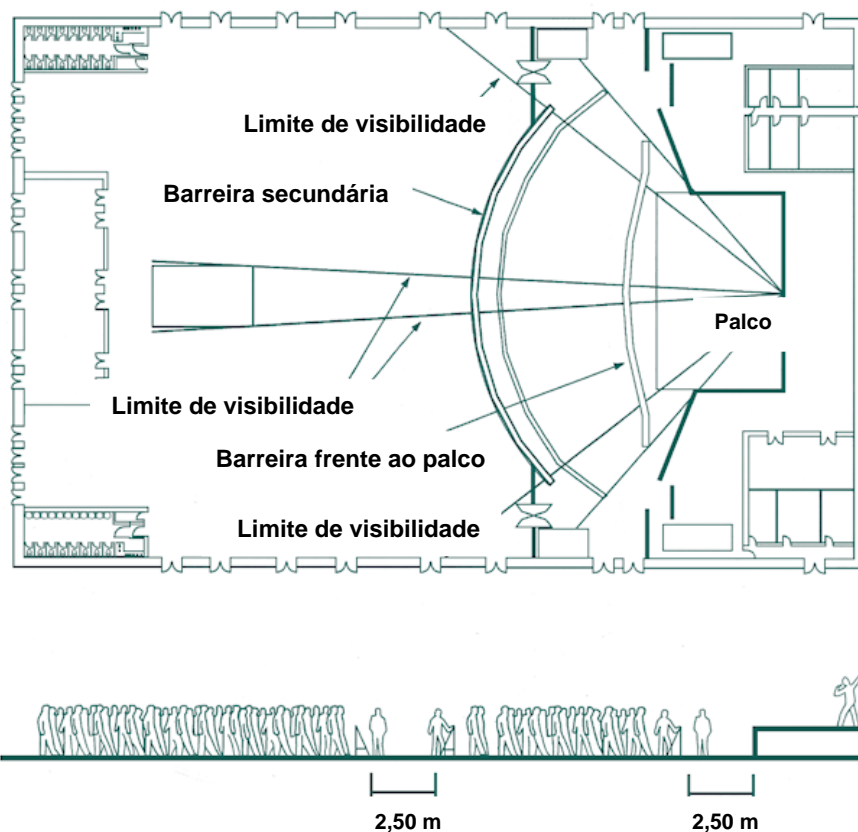 Limite de visibilidade
Barreira secundária
Palco
Limite de visibilidade
Barreira frente ao palco
Limite de visibilidade
2,50 m
2,50 m